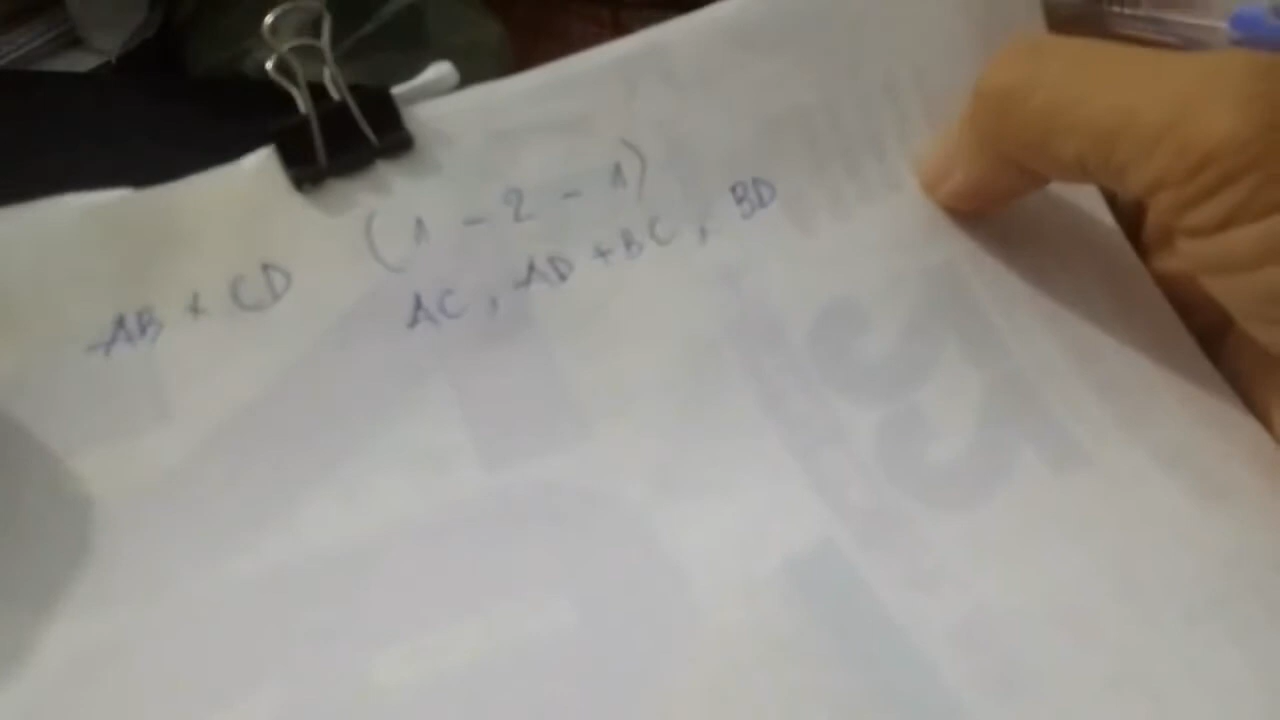 (1 - 2 - 1)
AB × CD AC, AD + BC, BD